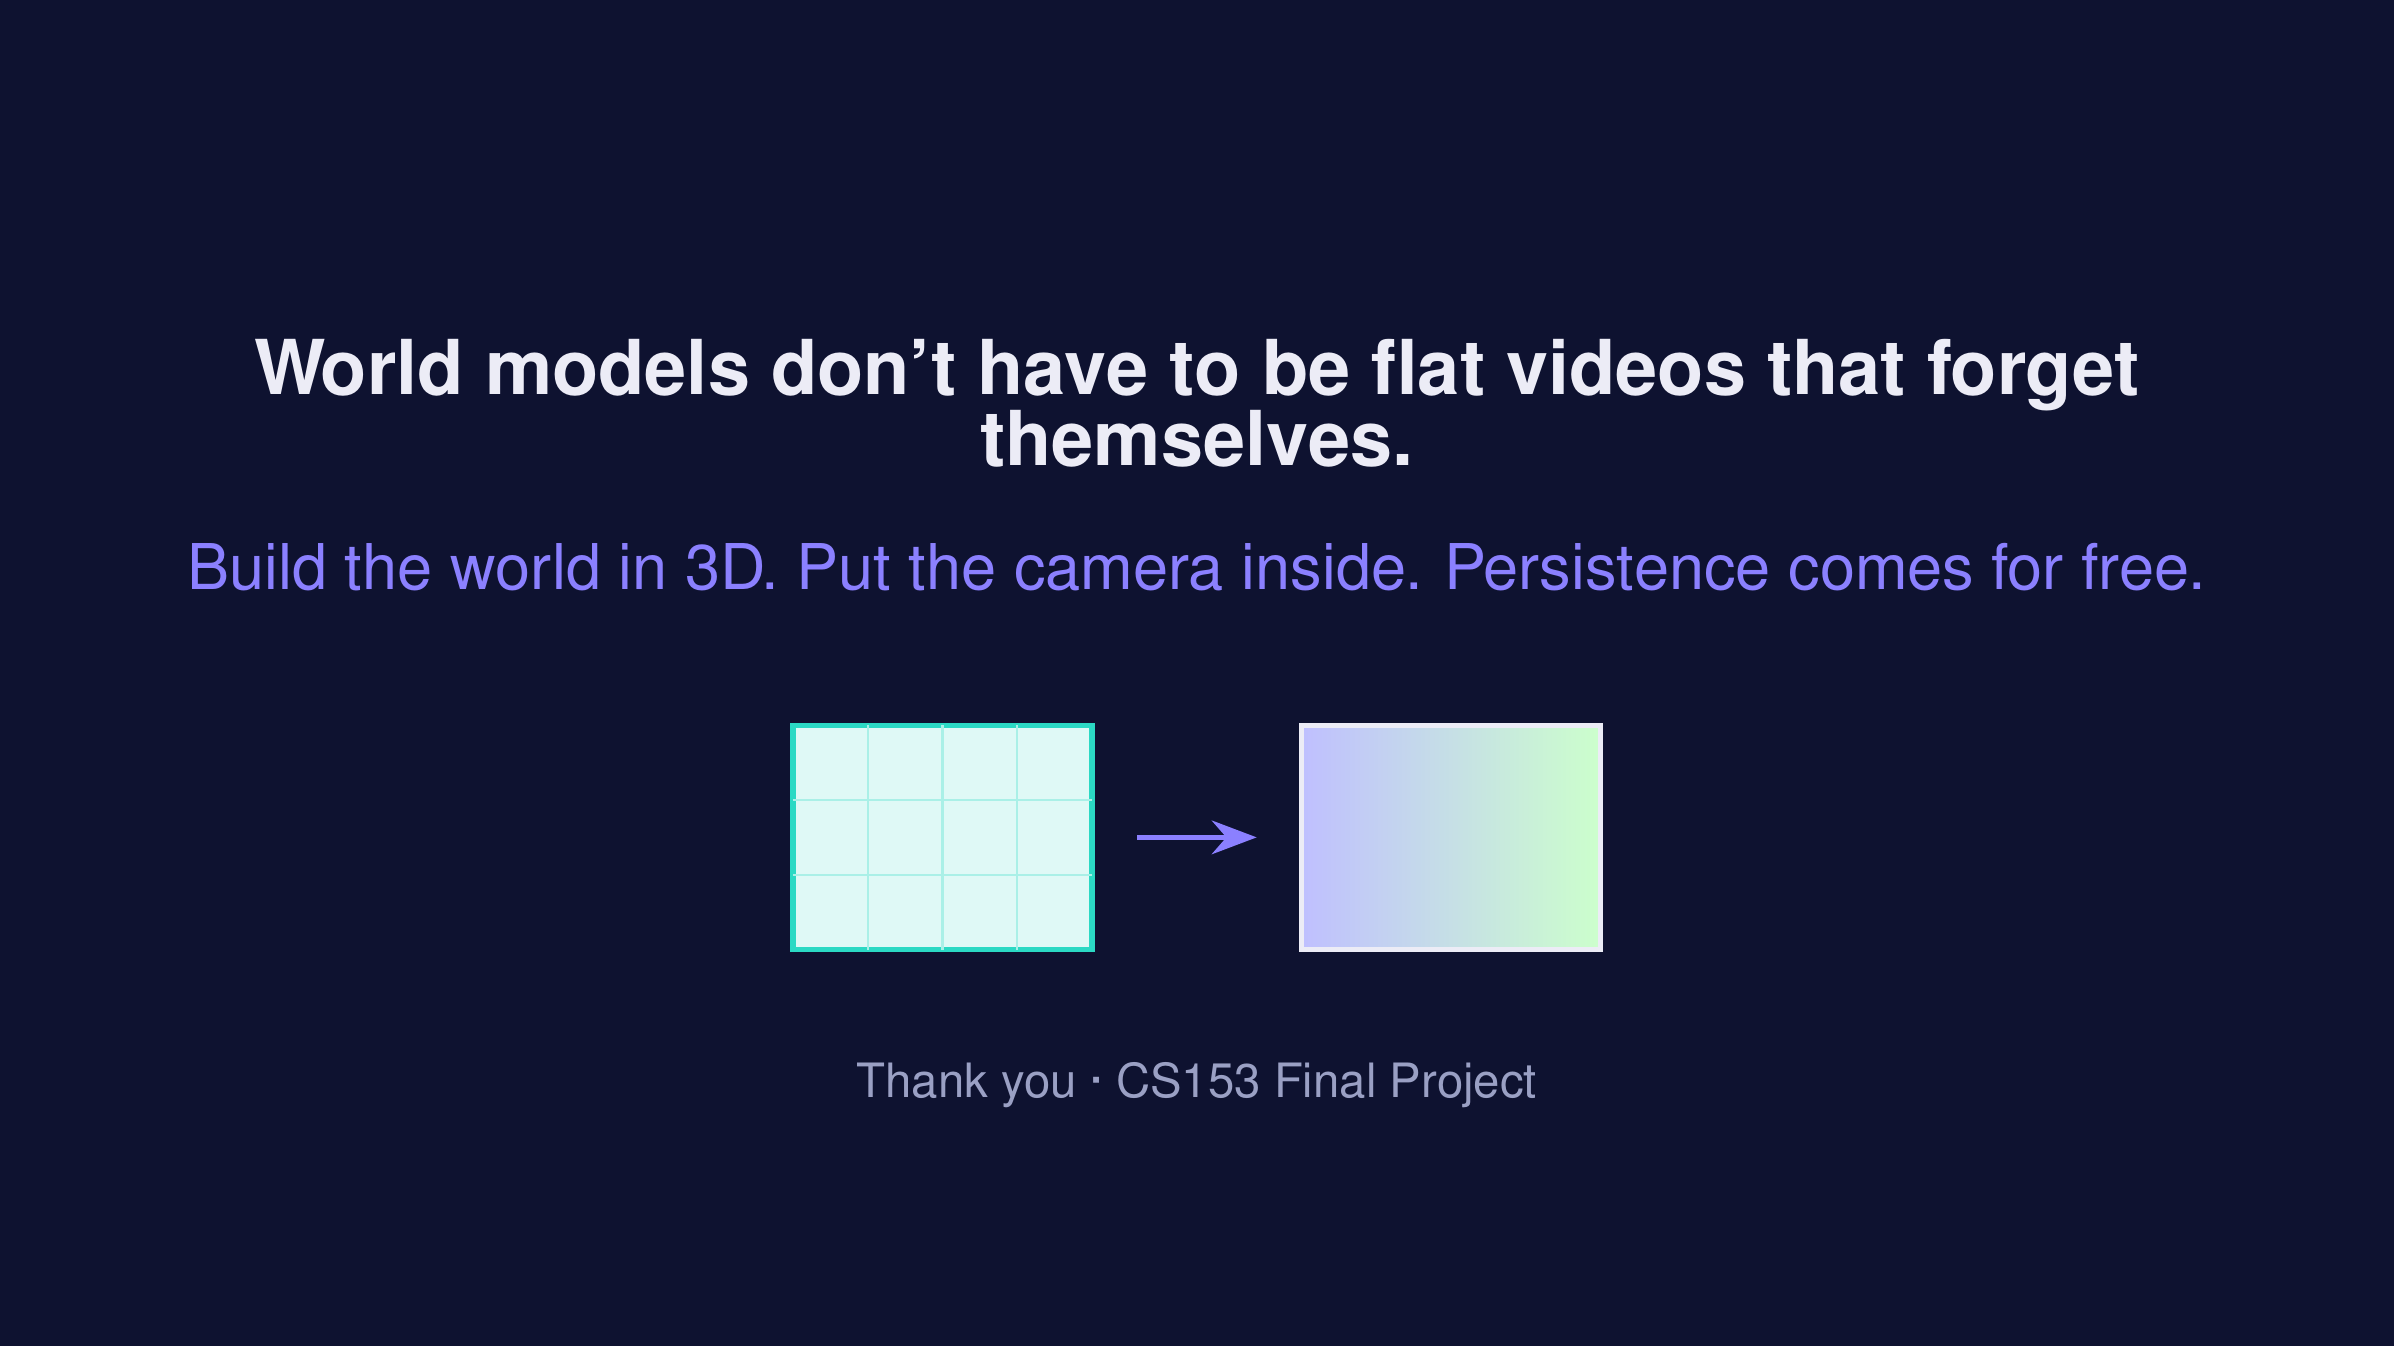 World models don’t have to be flat videos that forget
themselves.
Build the world in 3D. Put the camera inside. Persistence comes for free.
Thank you · CS153 Final Project